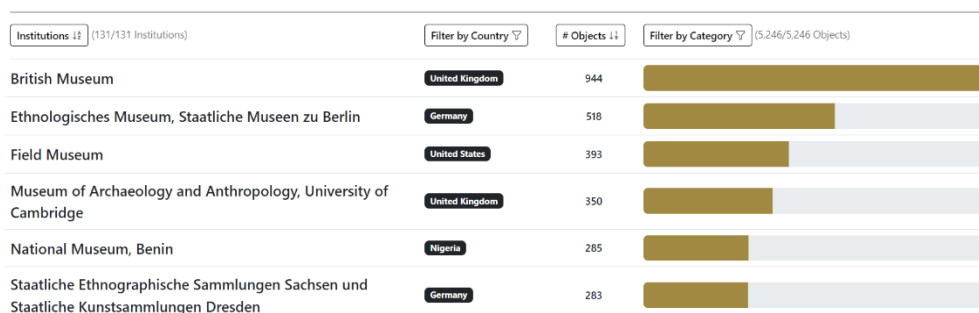 Institutions (131/131 Institutions) Filter by Country # Objects Filter by Category (5,246/5,246 Objects)
British Museum United Kingdom 944
Ethnologisches Museum, Staatliche Museen zu Berlin Germany 518
Field Museum United States 393
Museum of Archaeology and Anthropology, University of
Cambridge United Kingdom 350
National Museum, Benin Nigeria 285
Staatliche Ethnographische Sammlungen Sachsen und
Staatliche Kunstsammlungen Dresden Germany 283